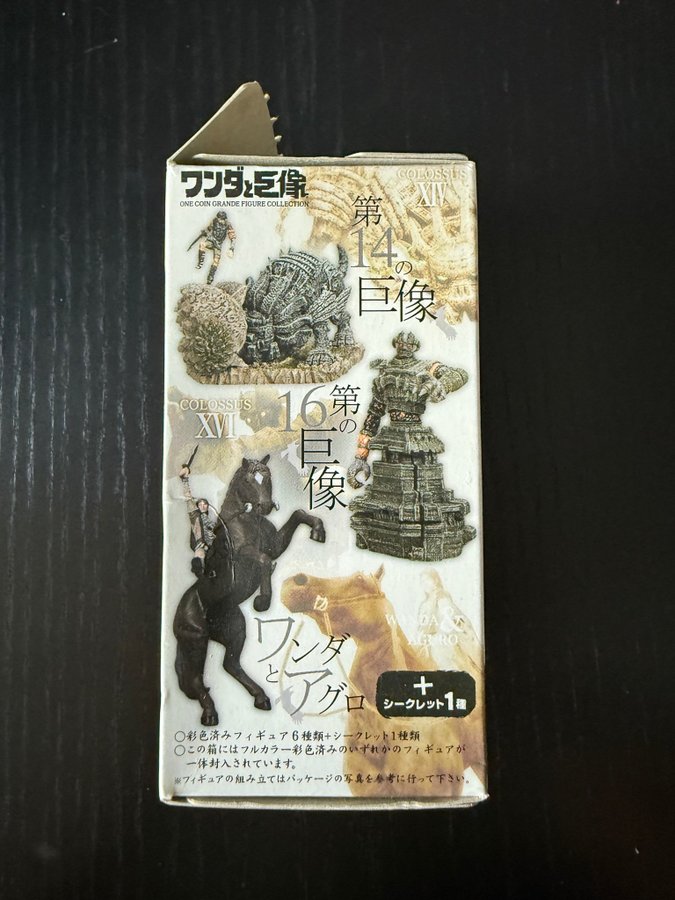 ワンダと巨像
ONE COIN GRANDE FIGURE COLLECTION
COLOSSUS
XIV
第14の巨像
COLOSSUS
XVI
第16の巨像
WANDA &
AGURO
ワンダとアグロ
+
シークレット1種
○彩色済みフィギュア6種類+シークレット1種類
○この箱にはフルカラー彩色済みのいずれかのフィギュアが
一体封入されています。
※フィギュアの組み立てはパッケージの写真を参考に行って下さい。